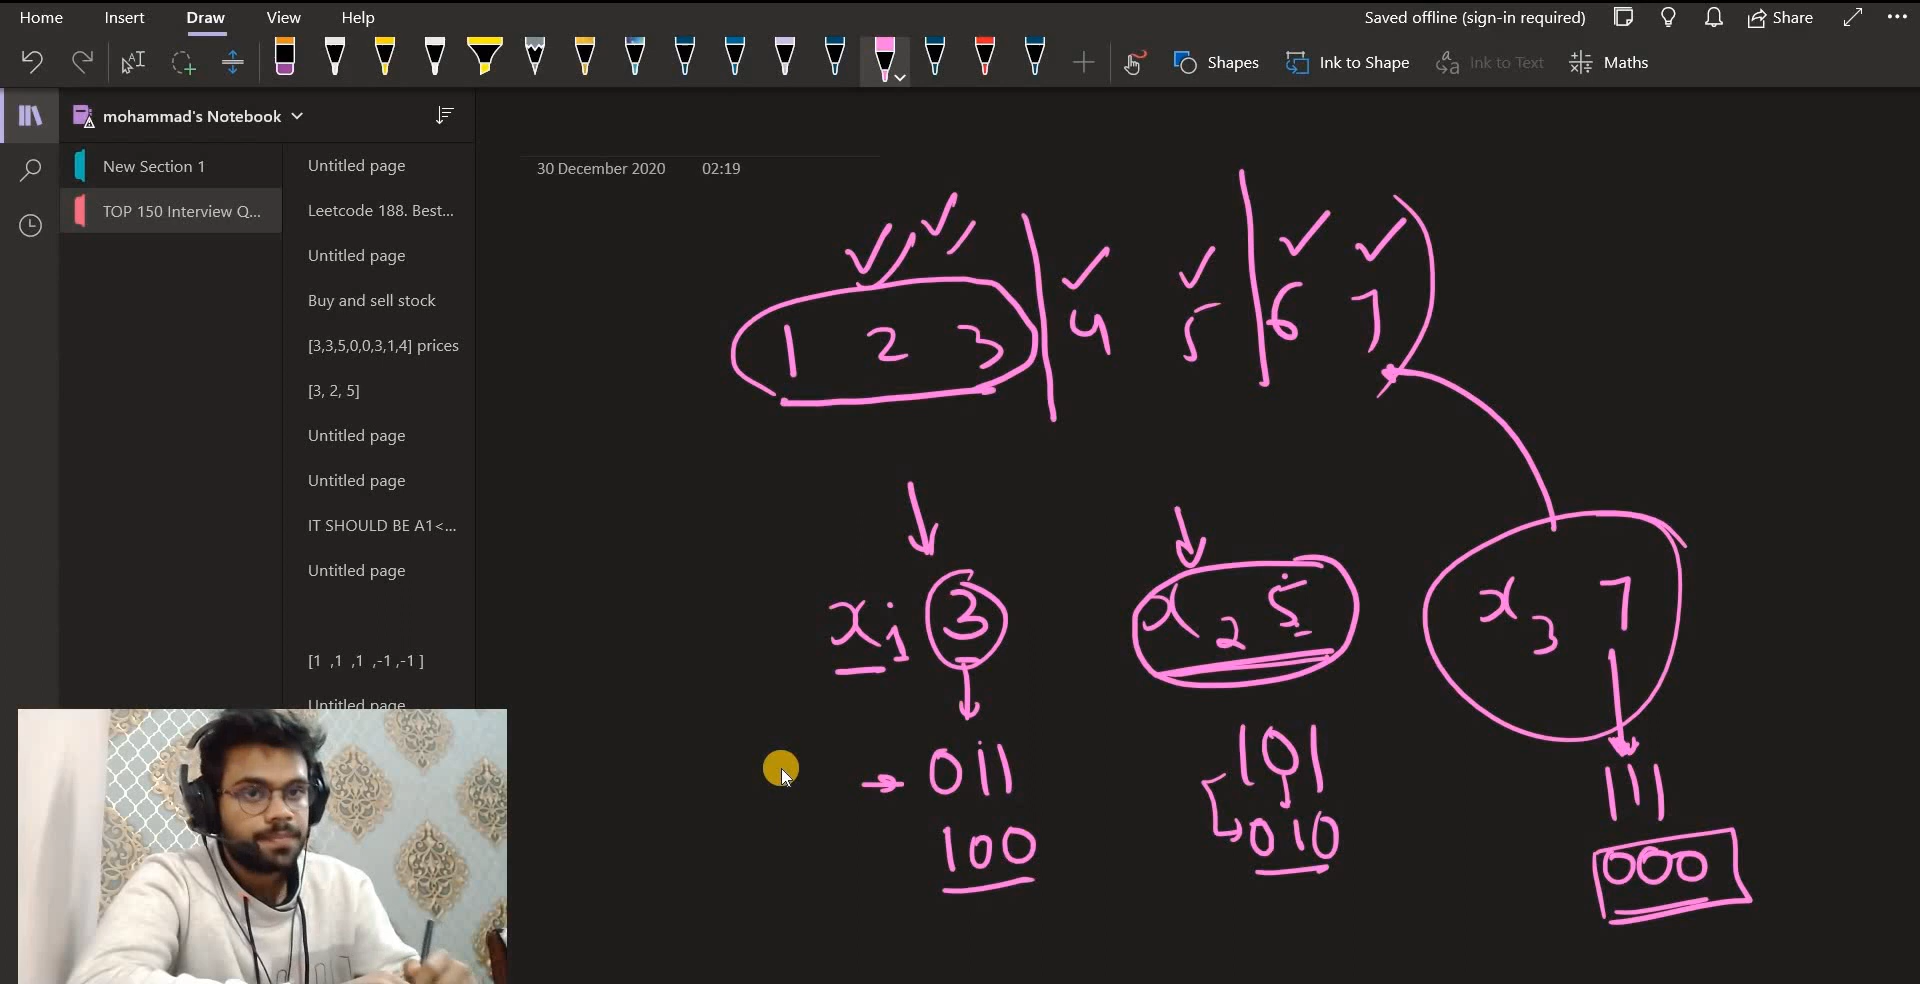 Home Insert Draw View Help Saved offline (sign-in required) Share
Shapes Ink to Shape Ink to Text Maths
mohammad's Notebook
New Section 1
TOP 150 Interview Q...
Untitled page
Leetcode 188. Best...
Untitled page
Buy and sell stock
[3,3,5,0,0,3,1,4] prices
[3, 2, 5]
Untitled page
Untitled page
IT SHOULD BE A1<...
Untitled page
[1 ,1 ,1 ,-1 ,-1 ]
Untitled page
30 December 2020 02:19
1 2 3 4 5 6 7
x1 3 x2 5 x3 7
011 101 111
100 010 000